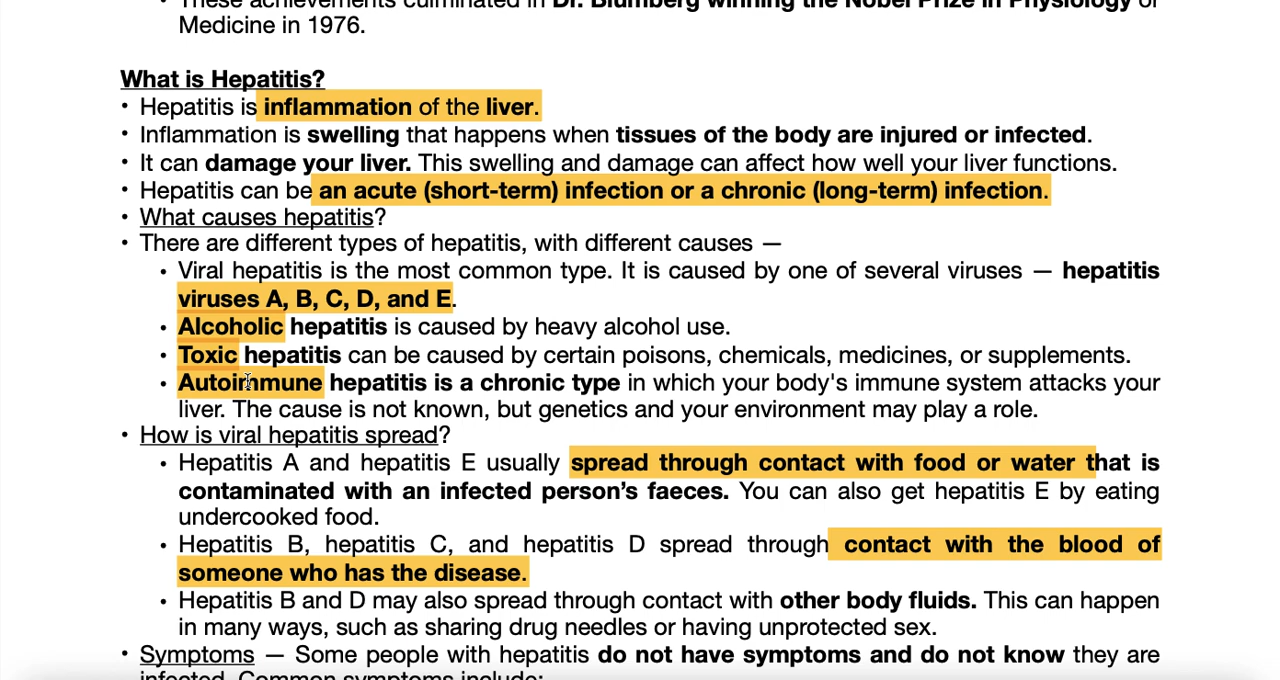 • These achievements culminated in Dr. Blumberg winning the Nobel Prize in Physiology or
Medicine in 1976.
What is Hepatitis?
• Hepatitis is inflammation of the liver.
• Inflammation is swelling that happens when tissues of the body are injured or infected.
• It can damage your liver. This swelling and damage can affect how well your liver functions.
• Hepatitis can be an acute (short-term) infection or a chronic (long-term) infection.
• What causes hepatitis?
• There are different types of hepatitis, with different causes —
• Viral hepatitis is the most common type. It is caused by one of several viruses — hepatitis
viruses A, B, C, D, and E.
• Alcoholic hepatitis is caused by heavy alcohol use.
• Toxic hepatitis can be caused by certain poisons, chemicals, medicines, or supplements.
• Autoimmune hepatitis is a chronic type in which your body's immune system attacks your
liver. The cause is not known, but genetics and your environment may play a role.
• How is viral hepatitis spread?
• Hepatitis A and hepatitis E usually spread through contact with food or water that is
contaminated with an infected person’s faeces. You can also get hepatitis E by eating
undercooked food.
• Hepatitis B, hepatitis C, and hepatitis D spread through contact with the blood of
someone who has the disease.
• Hepatitis B and D may also spread through contact with other body fluids. This can happen
in many ways, such as sharing drug needles or having unprotected sex.
• Symptoms — Some people with hepatitis do not have symptoms and do not know they are
infected. Common symptoms include: